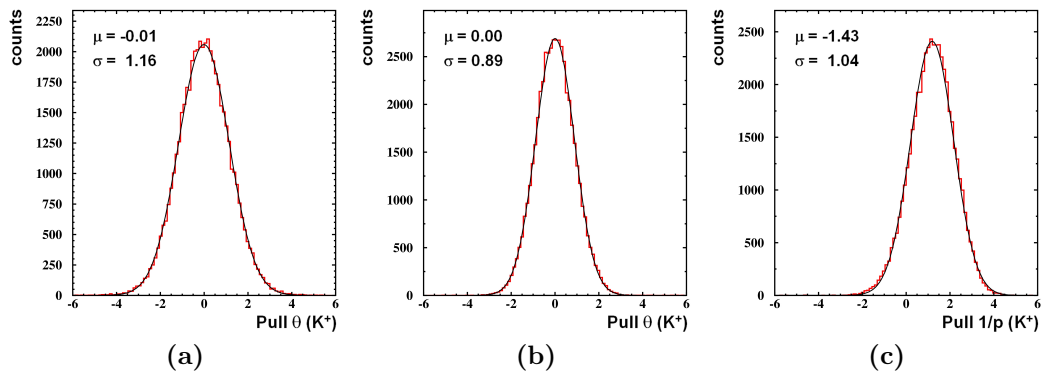 counts
μ = -0.01
σ = 1.16
2250
2000
1750
1500
1250
1000
750
500
250
0
-6 -4 -2 0 2 4 6
Pull θ (K⁺)
(a)
counts
μ = 0.00
σ = 0.89
2500
2000
1500
1000
500
0
-6 -4 -2 0 2 4 6
Pull θ (K⁺)
(b)
counts
μ = -1.43
σ = 1.04
2500
2000
1500
1000
500
0
-6 -4 -2 0 2 4 6
Pull 1/p (K⁺)
(c)